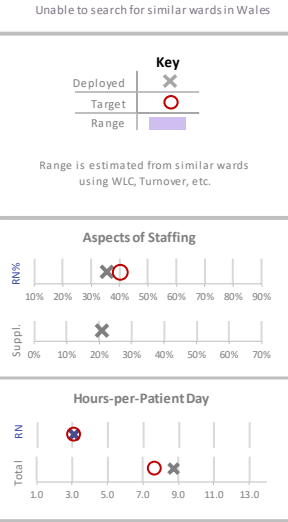 Unable to search for similar wards in Wales
Key
Deployed
Target
Range
Range is estimated from similar wards
using WLC, Turnover, etc.
Aspects of Staffing
RN%
10% 20% 30% 40% 50% 60% 70% 80% 90%
Suppl.
0% 10% 20% 30% 40% 50% 60% 70%
Hours-per-Patient Day
RN
Total
1.0 3.0 5.0 7.0 9.0 11.0 13.0